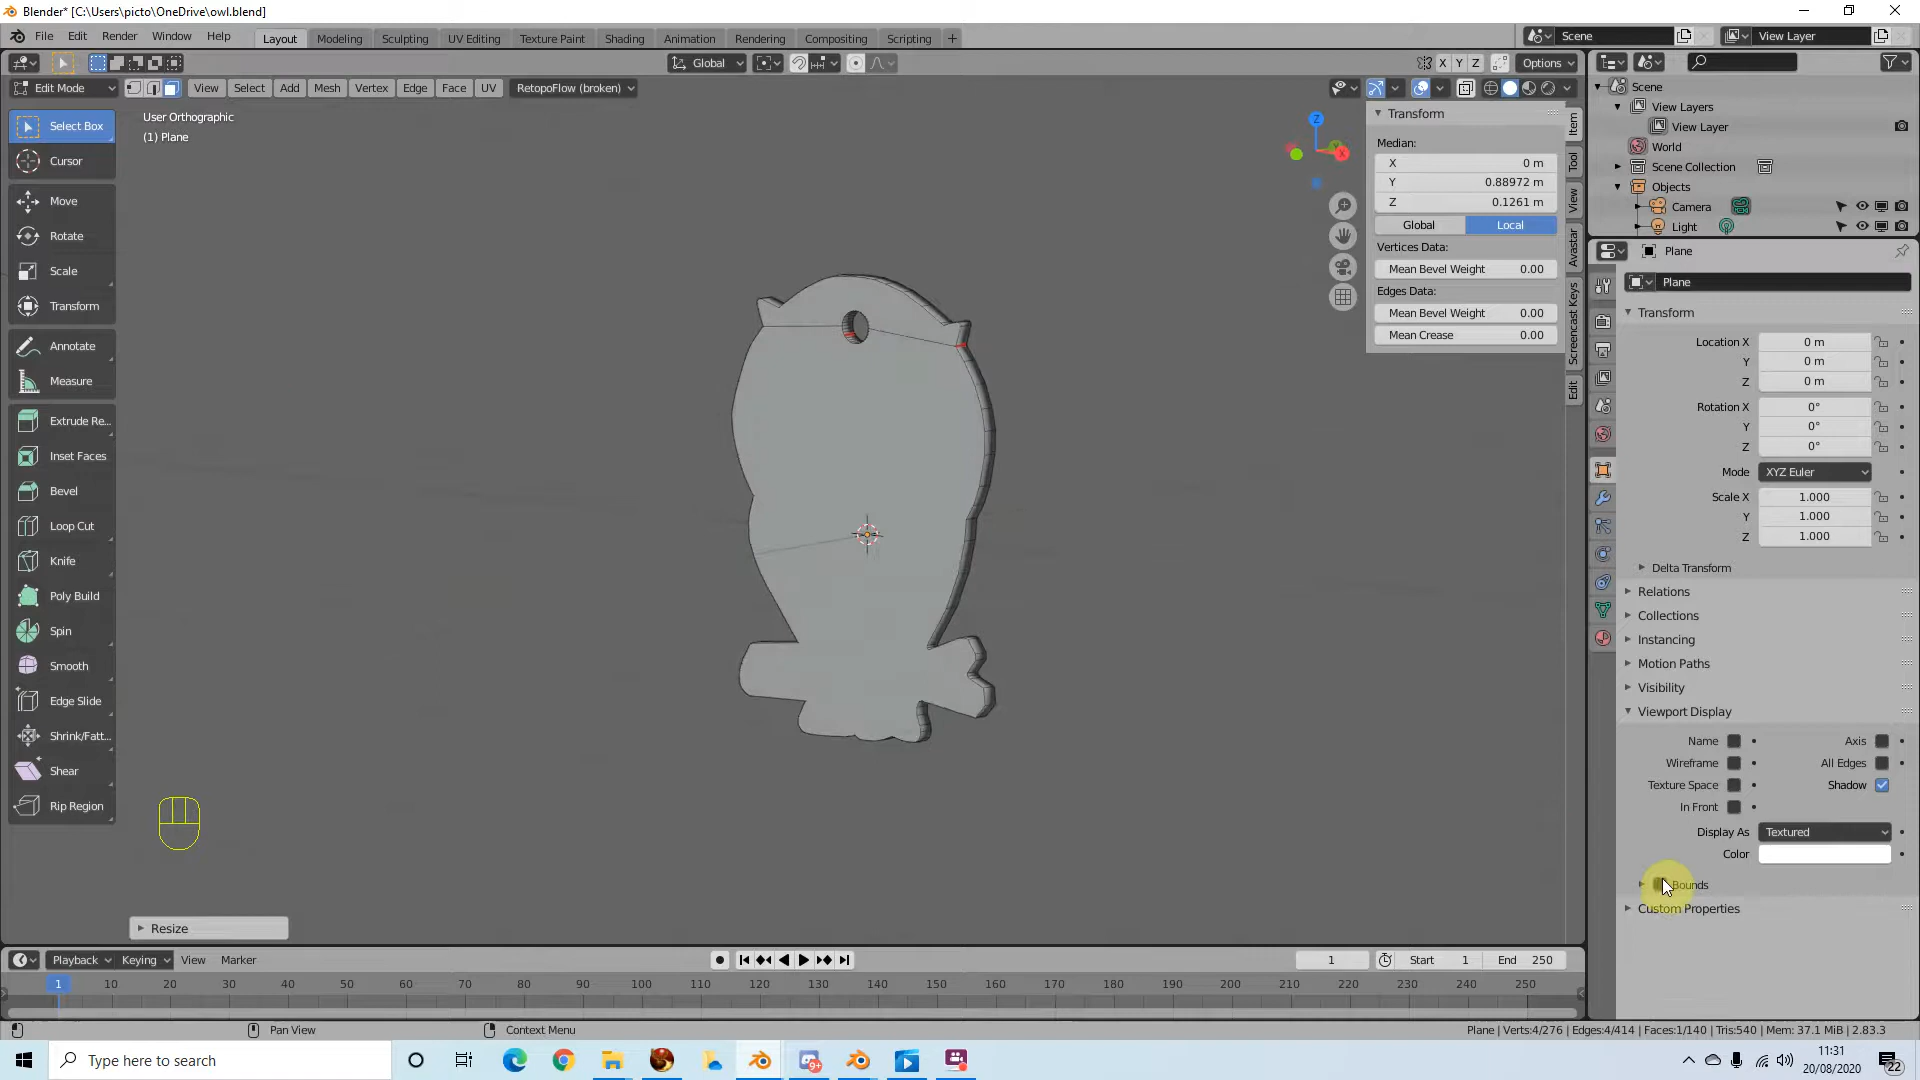 Blender* [C:\Users\picto\OneDrive\owl.blend]
File Edit Render Window Help
Layout Modeling Sculpting UV Editing Texture Paint Shading Animation Rendering Compositing Scripting +
Scene
View Layer
Global
X Y Z
Options
Edit Mode
View Select Add Mesh Vertex Edge Face UV
RetopoFlow (broken)
User Orthographic
(1) Plane
Select Box
Cursor
Move
Rotate
Scale
Transform
Annotate
Measure
Extrude Re...
Inset Faces
Bevel
Loop Cut
Knife
Poly Build
Spin
Smooth
Edge Slide
Shrink/Fatt...
Shear
Rip Region
Z
Y
X
Transform
Median:
X 0 m
Y 0.88972 m
Z 0.1261 m
Global Local
Vertices Data:
Mean Bevel Weight 0.00
Edges Data:
Mean Bevel Weight 0.00
Mean Crease 0.00
Item
Tool
View
Avastar
Screencast Keys
Edit
Scene
View Layers
View Layer
World
Scene Collection
Objects
Camera
Light
Plane
Plane
Transform
Location X 0 m
Y 0 m
Z 0 m
Rotation X 0°
Y 0°
Z 0°
Mode XYZ Euler
Scale X 1.000
Y 1.000
Z 1.000
Delta Transform
Relations
Collections
Instancing
Motion Paths
Visibility
Viewport Display
Name Axis
Wireframe All Edges
Texture Space Shadow
In Front
Display As Textured
Color
Bounds
Custom Properties
Resize
Playback Keying View Marker
1 Start 1 End 250
1 10 20 30 40 50 60 70 80 90 100 110 120 130 140 150 160 170 180 190 200 210 220 230 240 250
Pan View
Context Menu
Plane | Verts:4/276 | Edges:4/414 | Faces:1/140 | Tris:540 | Mem: 37.1 MiB | 2.83.3
Type here to search
9+
11:31
20/08/2020
22